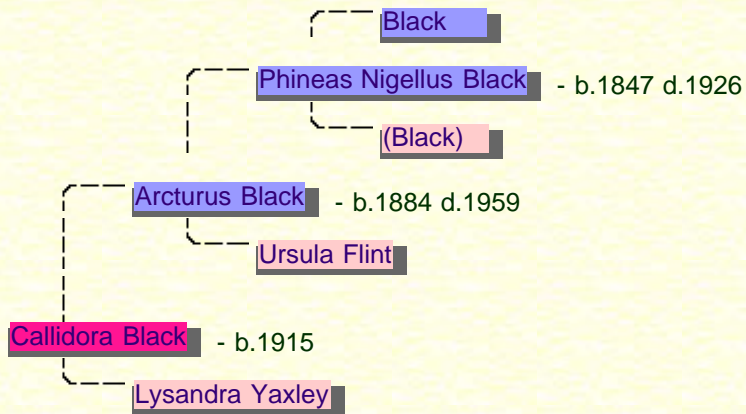 Black
Phineas Nigellus Black - b.1847 d.1926
(Black)
Arcturus Black - b.1884 d.1959
Ursula Flint
Callidora Black - b.1915
Lysandra Yaxley